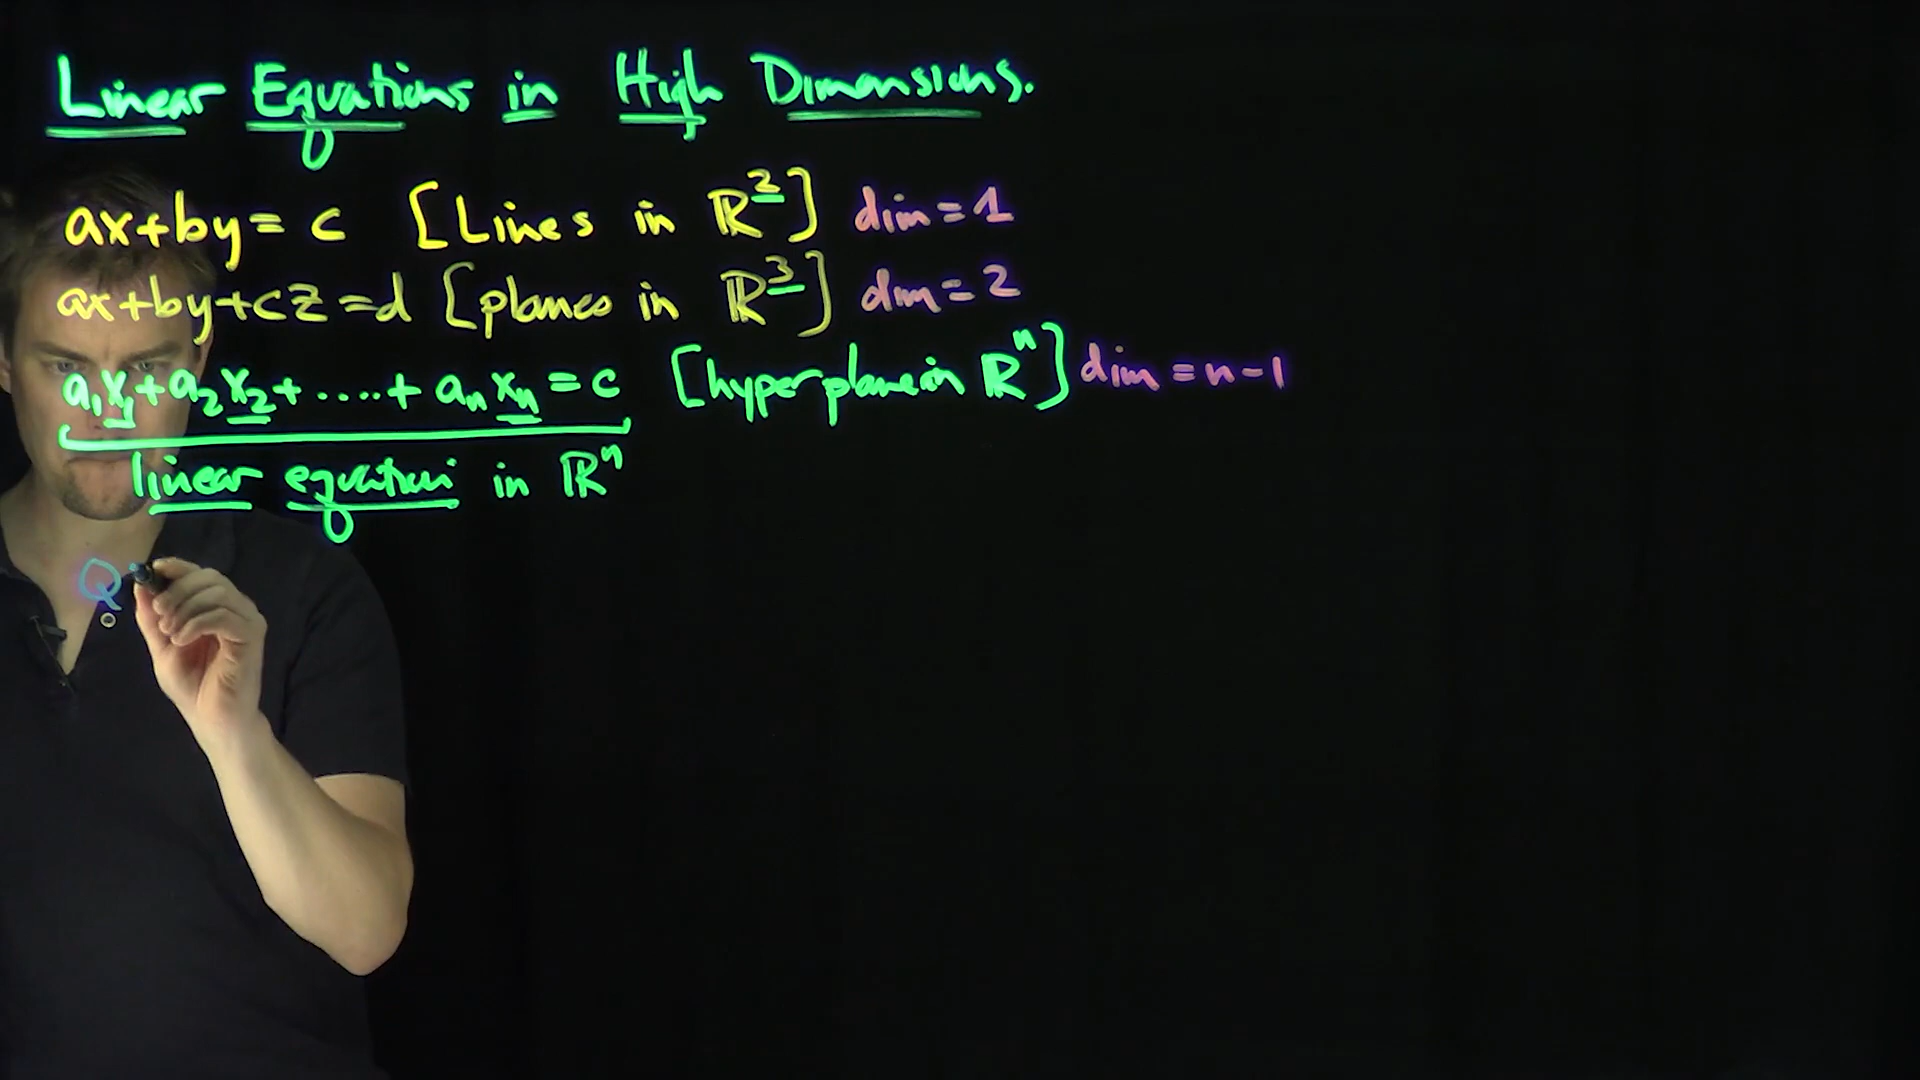 Linear Equations in High Dimensions.
ax+by=c [Lines in ℝ²] dim=1
ax+by+cz=d [planes in ℝ³] dim=2
a₁x₁+a₂x₂+....+aₙxₙ=c [hyperplane in ℝⁿ] dim=n-1
linear equation in ℝⁿ
Q